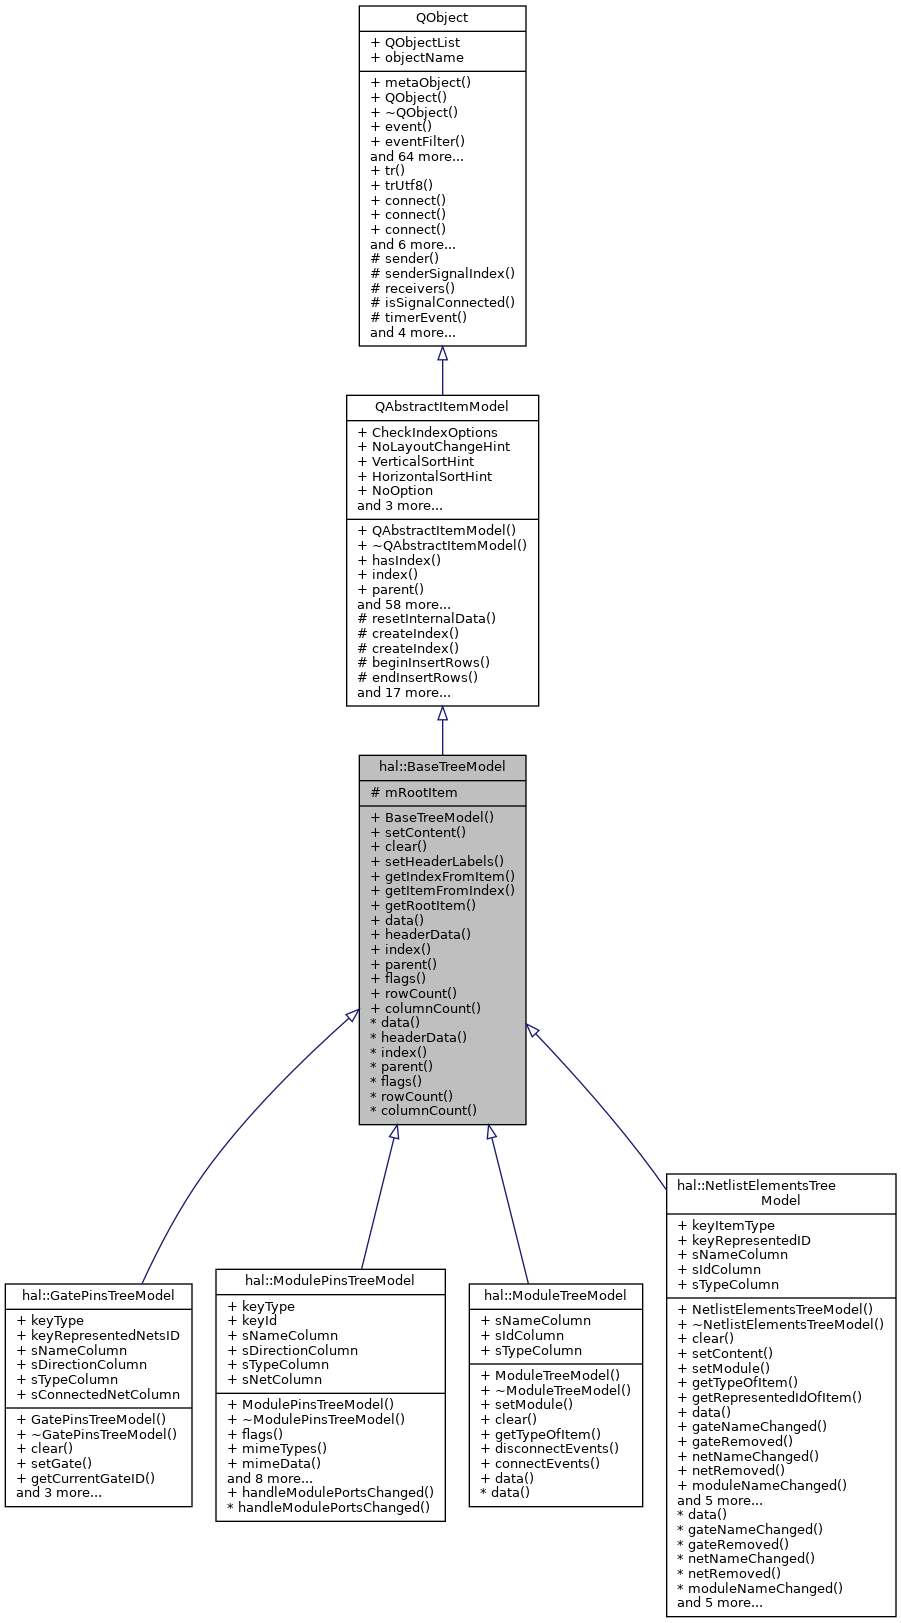 QObject
+ QObjectList
+ objectName
+ metaObject()
+ QObject()
+ ~QObject()
+ event()
+ eventFilter()
and 64 more...
+ tr()
+ trUtf8()
+ connect()
+ connect()
+ connect()
and 6 more...
# sender()
# senderSignalIndex()
# receivers()
# isSignalConnected()
# timerEvent()
and 4 more...
QAbstractItemModel
+ CheckIndexOptions
+ NoLayoutChangeHint
+ VerticalSortHint
+ HorizontalSortHint
+ NoOption
and 3 more...
+ QAbstractItemModel()
+ ~QAbstractItemModel()
+ hasIndex()
+ index()
+ parent()
and 58 more...
# resetInternalData()
# createIndex()
# createIndex()
# beginInsertRows()
# endInsertRows()
and 17 more...
hal::BaseTreeModel
# mRootItem
+ BaseTreeModel()
+ setContent()
+ clear()
+ setHeaderLabels()
+ getIndexFromItem()
+ getItemFromIndex()
+ getRootItem()
+ data()
+ headerData()
+ index()
+ parent()
+ flags()
+ rowCount()
+ columnCount()
* data()
* headerData()
* index()
* parent()
* flags()
* rowCount()
* columnCount()
hal::GatePinsTreeModel
+ keyType
+ keyRepresentedNetsID
+ sNameColumn
+ sDirectionColumn
+ sTypeColumn
+ sConnectedNetColumn
+ GatePinsTreeModel()
+ ~GatePinsTreeModel()
+ clear()
+ setGate()
+ getCurrentGateID()
and 3 more...
hal::ModulePinsTreeModel
+ keyType
+ keyId
+ sNameColumn
+ sDirectionColumn
+ sTypeColumn
+ sNetColumn
+ ModulePinsTreeModel()
+ ~ModulePinsTreeModel()
+ flags()
+ mimeTypes()
+ mimeData()
and 8 more...
+ handleModulePortsChanged()
* handleModulePortsChanged()
hal::ModuleTreeModel
+ sNameColumn
+ sIdColumn
+ sTypeColumn
+ ModuleTreeModel()
+ ~ModuleTreeModel()
+ setModule()
+ clear()
+ getTypeOfItem()
+ disconnectEvents()
+ connectEvents()
+ data()
* data()
hal::NetlistElementsTree
Model
+ keyItemType
+ keyRepresentedID
+ sNameColumn
+ sIdColumn
+ sTypeColumn
+ NetlistElementsTreeModel()
+ ~NetlistElementsTreeModel()
+ clear()
+ setContent()
+ setModule()
+ getTypeOfItem()
+ getRepresentedIdOfItem()
+ data()
+ gateNameChanged()
+ gateRemoved()
+ netNameChanged()
+ netRemoved()
+ moduleNameChanged()
and 5 more...
* data()
* gateNameChanged()
* gateRemoved()
* netNameChanged()
* netRemoved()
* moduleNameChanged()
and 5 more...